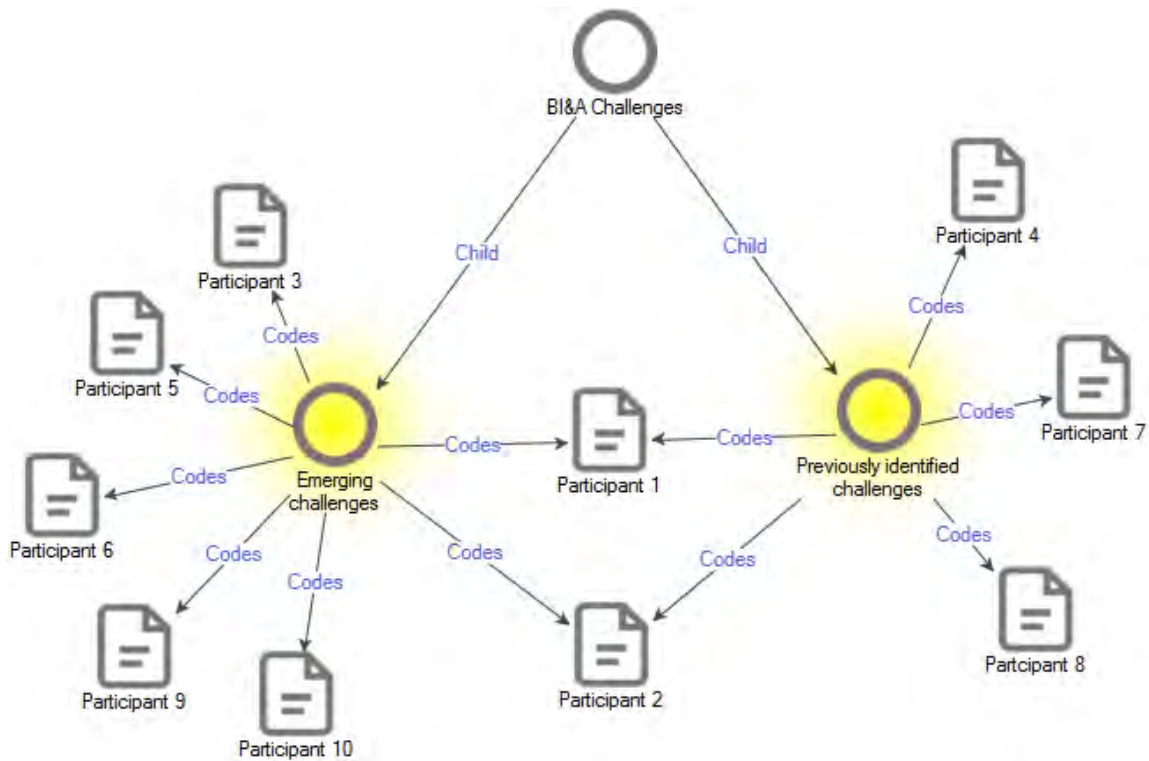 BI&A Challenges
Participant 4
Child
Child
Participant 3
Codes
Codes
Participant 5
Codes
Codes
Participant 7
Codes
Codes
Codes
Previously identified
challenges
Emerging
challenges
Participant 1
Codes
Participant 6
Codes
Codes
Codes
Codes
Codes
Participant 9
Participant 10
Participant 2
Partcipant 8